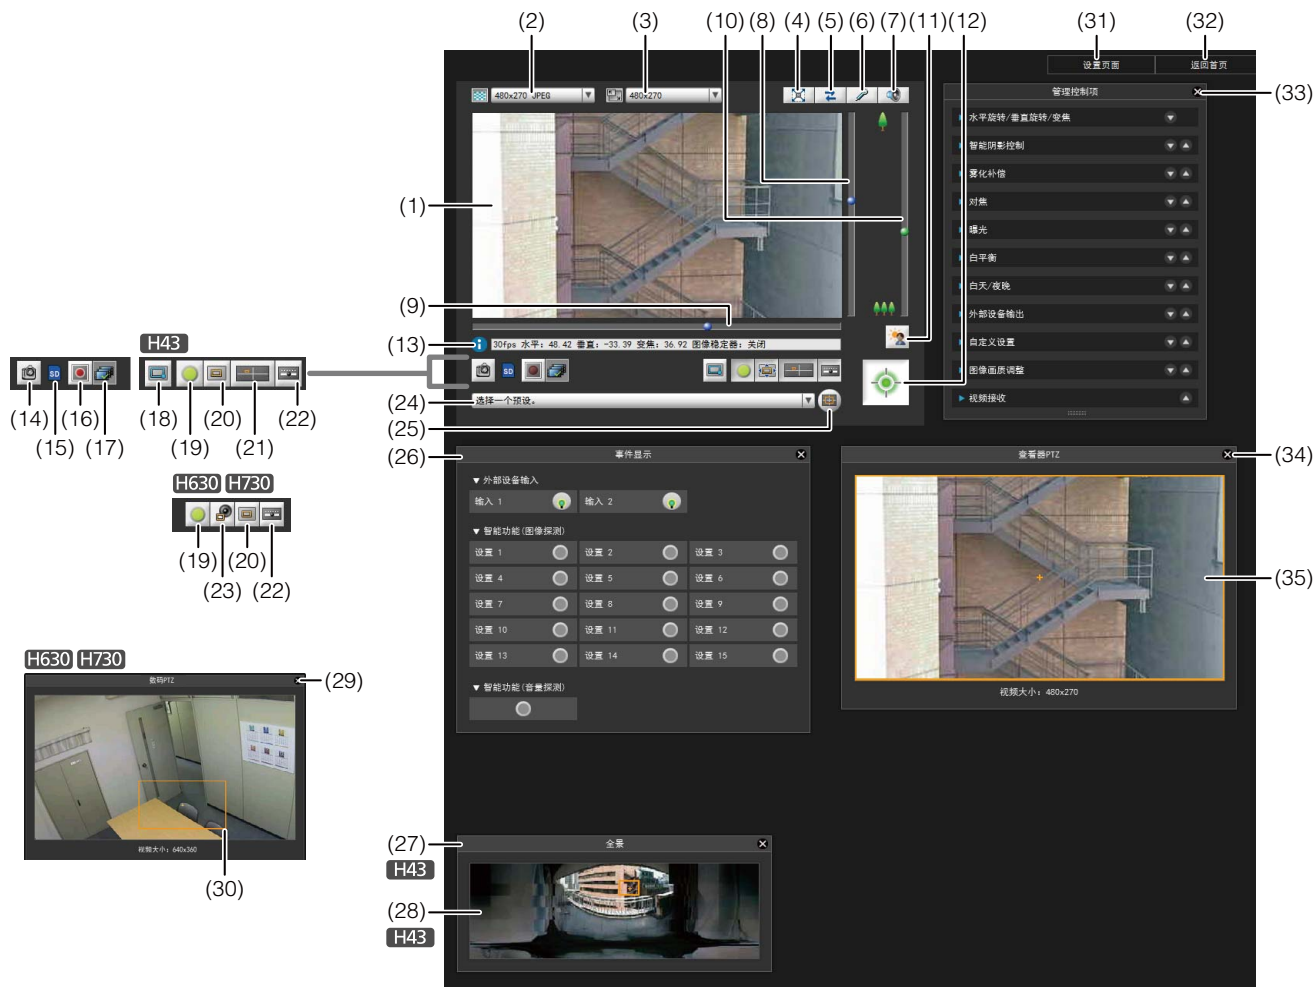 (2)
(3)
(10)
(8)
(4)
(5)
(6)
(7)
(11)
(12)
(31)
(32)
设置页面
返回首页
480x270 JPEG
480x270
管理控制项
(33)
水平旋转/垂直旋转/变焦
智能阴影控制
雾化补偿
对焦
曝光
白平衡
白天/夜晚
外部设备输出
自定义设置
图像画质调整
视频接收
(8)
(1)
(10)
(9)
(13)
30fps 水平: 48.42 垂直: -33.39 变焦: 36.92 图像稳定器: 关闭
H43
SD
SD
(14)
(15)
(16)
(17)
(18)
(19)
(20)
(21)
(22)
(24)
选择一个预设。
(25)
H630 H730
(19)
(23)
(20)
(22)
(26)
事件显示
▼ 外部设备输入
输入 1
输入 2
▼ 智能功能(图像探测)
设置 1
设置 2
设置 3
设置 4
设置 5
设置 6
设置 7
设置 8
设置 9
设置 10
设置 11
设置 12
设置 13
设置 14
设置 15
▼ 智能功能(音量探测)
查看器PTZ
(34)
(35)
视频大小: 480x270
H630 H730
数码PTZ
(29)
视频大小: 640x360
(30)
(27)
H43
全景
(28)
H43